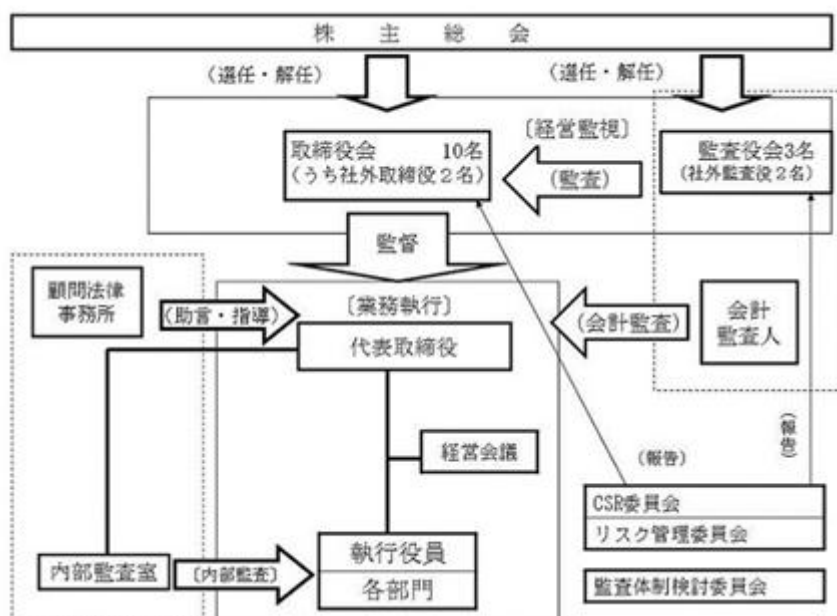 株主総会
(選任・解任)
(選任・解任)
〔経営監視〕
取締役会 10名
(うち社外取締役2名)
(監査)
監査役会3名
(社外監査役2名)
監督
顧問法律
事務所
(助言・指導)
〔業務執行〕
代表取締役
(会計監査)
会計
監査人
経営会議
(報告)
(報告)
CSR委員会
リスク管理委員会
内部監査室
〔内部監査〕
執行役員
各部門
監査体制検討委員会